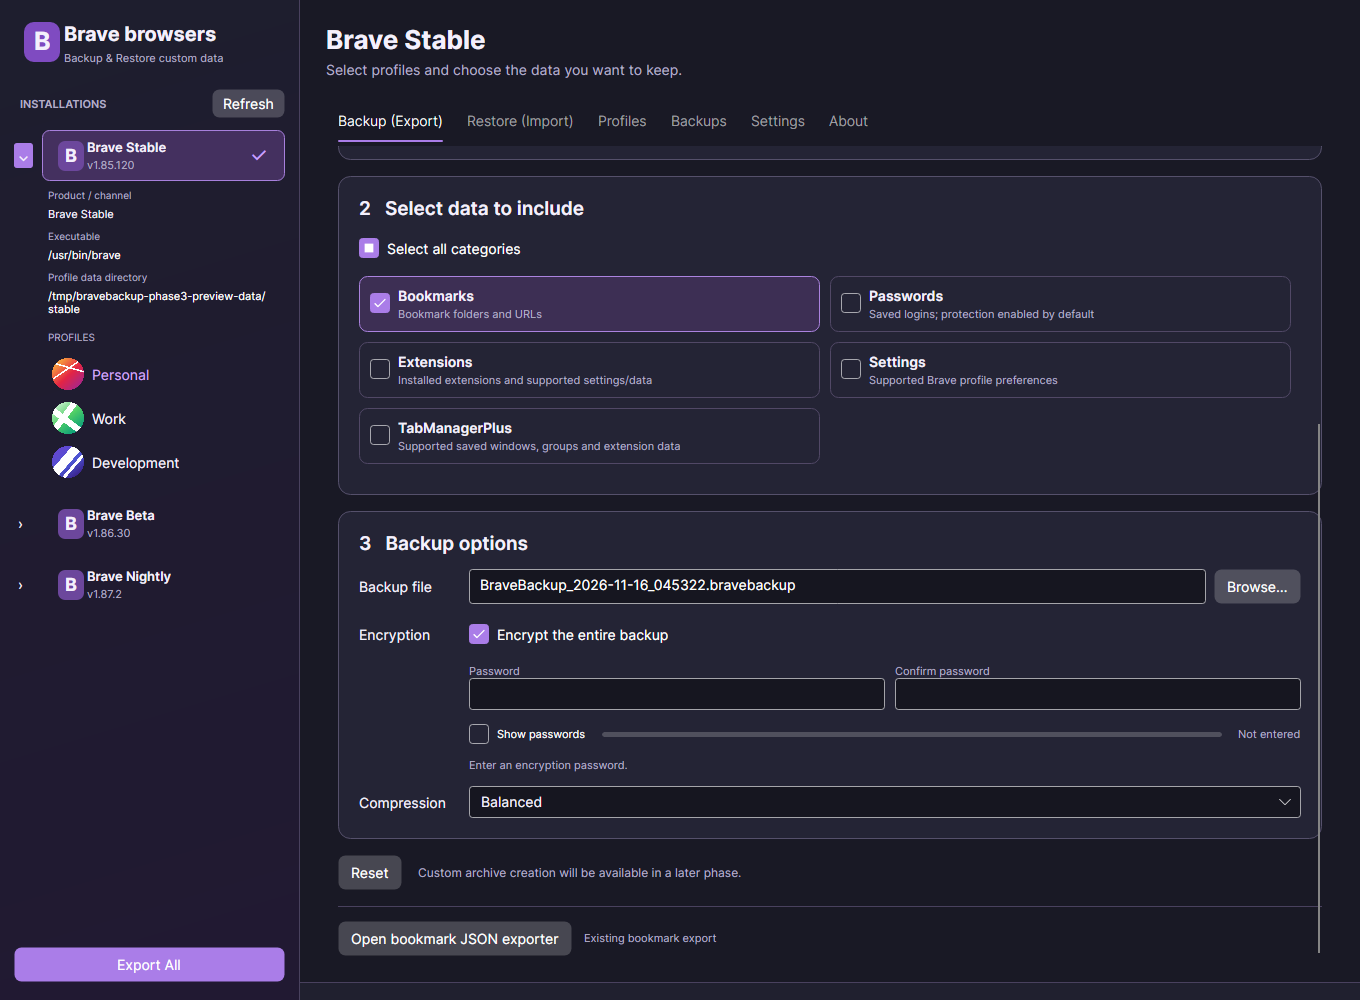 B
Brave browsers
Backup & Restore custom data
INSTALLATIONS
Refresh
B
Brave Stable
v1.85.120
Product / channel
Brave Stable
Executable
/usr/bin/brave
Profile data directory
/tmp/bravebackup-phase3-preview-data/
stable
PROFILES
Personal
Work
Development
B
Brave Beta
v1.86.30
B
Brave Nightly
v1.87.2
Export All
Brave Stable
Select profiles and choose the data you want to keep.
Backup (Export)
Restore (Import)
Profiles
Backups
Settings
About
2 Select data to include
Select all categories
Bookmarks
Bookmark folders and URLs
Passwords
Saved logins; protection enabled by default
Extensions
Installed extensions and supported settings/data
Settings
Supported Brave profile preferences
TabManagerPlus
Supported saved windows, groups and extension data
3 Backup options
Backup file
BraveBackup_2026-11-16_045322.bravebackup
Browse...
Encryption
Encrypt the entire backup
Password
Confirm password
Show passwords
Not entered
Enter an encryption password.
Compression
Balanced
Reset
Custom archive creation will be available in a later phase.
Open bookmark JSON exporter
Existing bookmark export